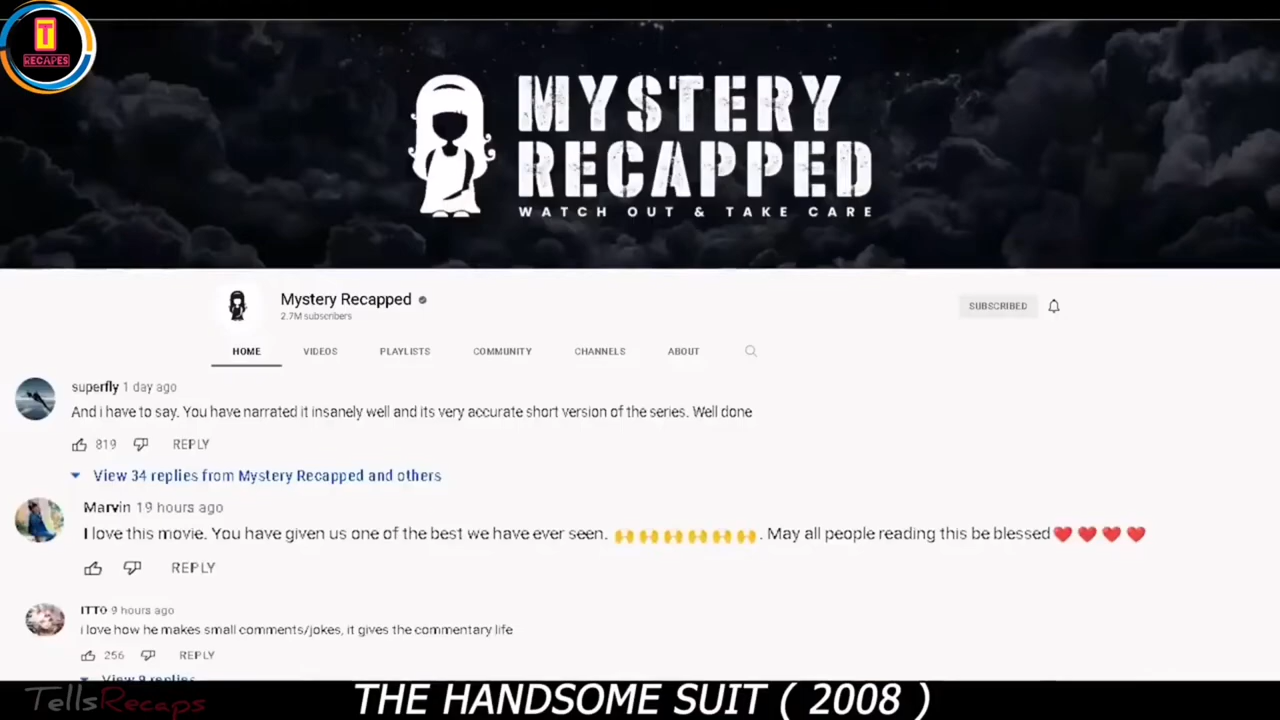 T
RECAPES
MYSTERY
RECAPPED
WATCH OUT & TAKE CARE
Mystery Recapped
2.7M subscribers
SUBSCRIBED
HOME VIDEOS PLAYLISTS COMMUNITY CHANNELS ABOUT
superfly 1 day ago
And i have to say. You have narrated it insanely well and its very accurate short version of the series. Well done
819 REPLY
View 34 replies from Mystery Recapped and others
Marvin 19 hours ago
I love this movie. You have given us one of the best we have ever seen. 🙌🙌🙌🙌🙌🙌. May all people reading this be blessed❤️❤️❤️❤️
REPLY
ITTO 9 hours ago
i love how he makes small comments/jokes, it gives the commentary life
256 REPLY
View 9 replies
TellsRecaps
THE HANDSOME SUIT ( 2008 )